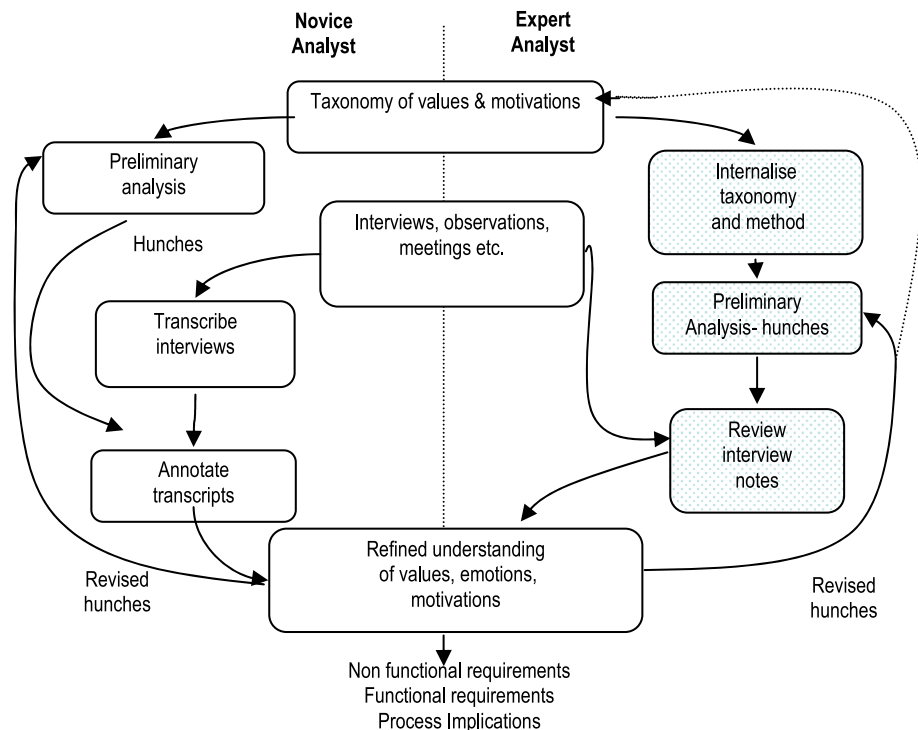 Novice
Analyst
Expert
Analyst
Taxonomy of values & motivations
Preliminary
analysis
Internalise
taxonomy
and method
Interviews, observations,
meetings etc.
Hunches
Preliminary
Analysis- hunches
Transcribe
interviews
Review
interview
notes
Annotate
transcripts
Refined understanding
of values, emotions,
motivations
Revised
hunches
Revised
hunches
Non functional requirements
Functional requirements
Process Implications